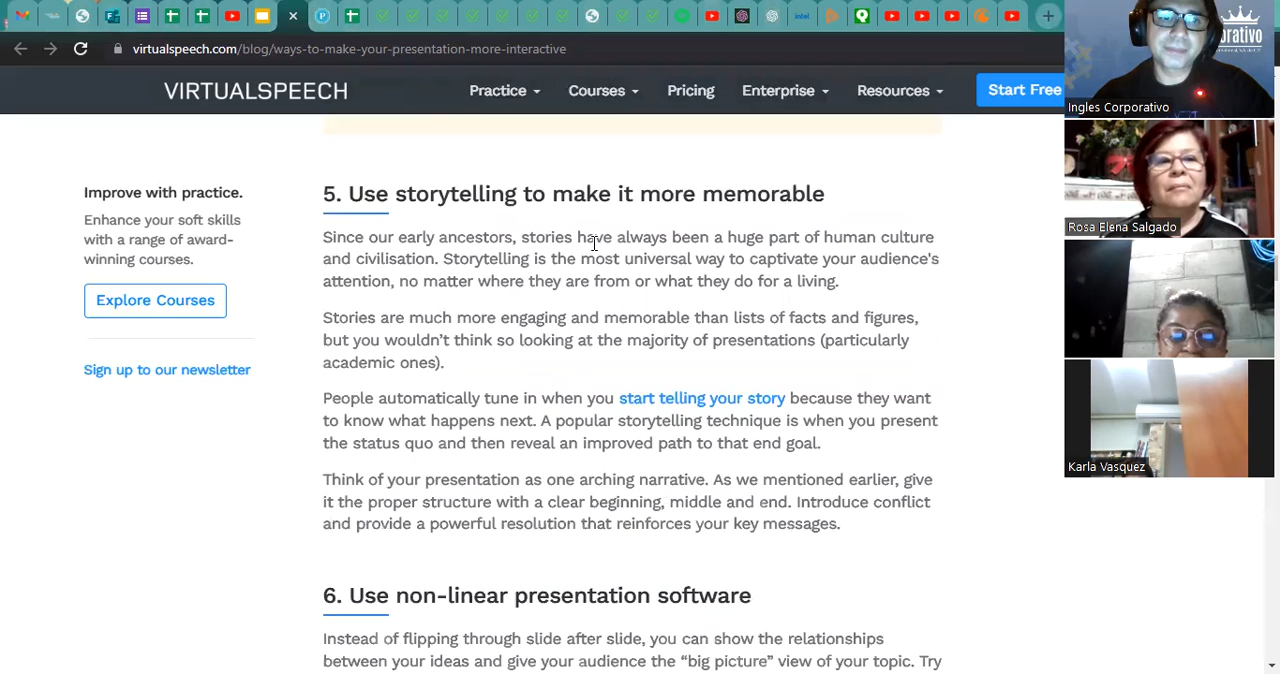 virtualspeech.com/blog/ways-to-make-your-presentation-more-interactive
VIRTUALSPEECH
Practice
Courses
Pricing
Enterprise
Resources
Start Free
orativo
Ingles Corporativo
Rosa Elena Salgado
Karla Vasquez
Improve with practice.
Enhance your soft skills
with a range of award-
winning courses.
Explore Courses
Sign up to our newsletter
5. Use storytelling to make it more memorable
Since our early ancestors, stories have always been a huge part of human culture
and civilisation. Storytelling is the most universal way to captivate your audience's
attention, no matter where they are from or what they do for a living.
Stories are much more engaging and memorable than lists of facts and figures,
but you wouldn't think so looking at the majority of presentations (particularly
academic ones).
People automatically tune in when you start telling your story because they want
to know what happens next. A popular storytelling technique is when you present
the status quo and then reveal an improved path to that end goal.
Think of your presentation as one arching narrative. As we mentioned earlier, give
it the proper structure with a clear beginning, middle and end. Introduce conflict
and provide a powerful resolution that reinforces your key messages.
6. Use non-linear presentation software
Instead of flipping through slide after slide, you can show the relationships
between your ideas and give your audience the “big picture” view of your topic. Try